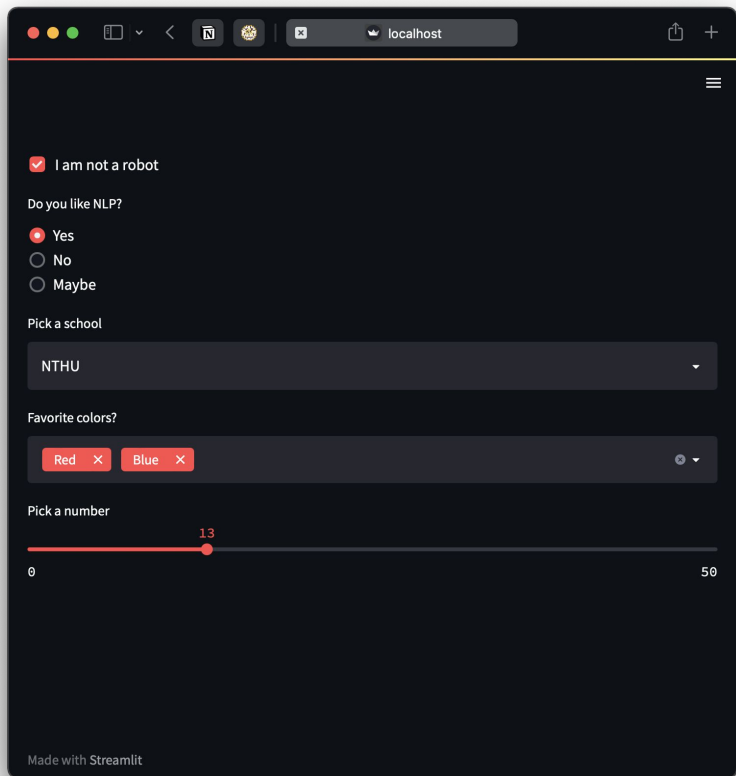 localhost
I am not a robot
Do you like NLP?
Yes
No
Maybe
Pick a school
NTHU
Favorite colors?
Red Blue
Pick a number
13
0 50
Made with Streamlit